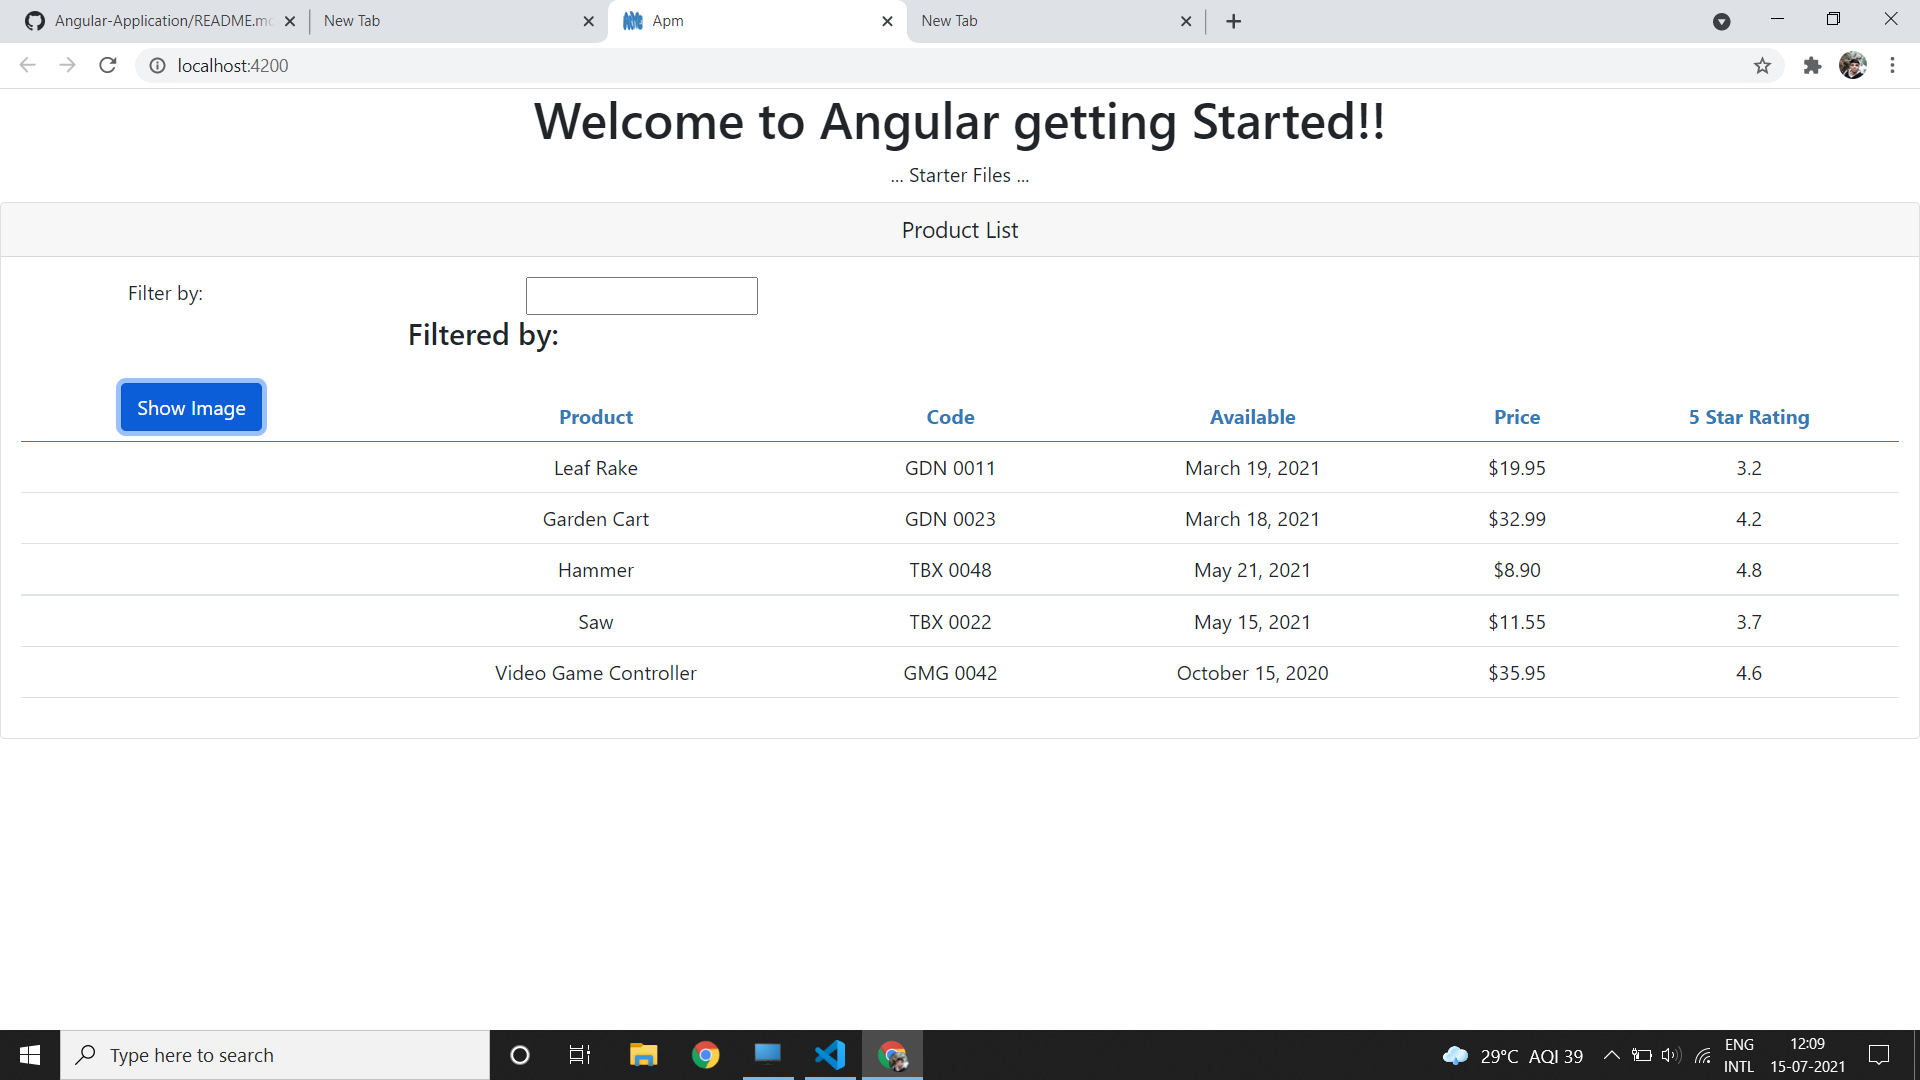 Angular-Application/README.mc
New Tab
Apm
New Tab
localhost:4200
Welcome to Angular getting Started!!
... Starter Files ...
Product List
Filter by:
Filtered by:
Show Image Product Code Available Price 5 Star Rating
Leaf Rake GDN 0011 March 19, 2021 $19.95 3.2
Garden Cart GDN 0023 March 18, 2021 $32.99 4.2
Hammer TBX 0048 May 21, 2021 $8.90 4.8
Saw TBX 0022 May 15, 2021 $11.55 3.7
Video Game Controller GMG 0042 October 15, 2020 $35.95 4.6
Type here to search
29°C AQI 39
ENG
INTL
12:09
15-07-2021